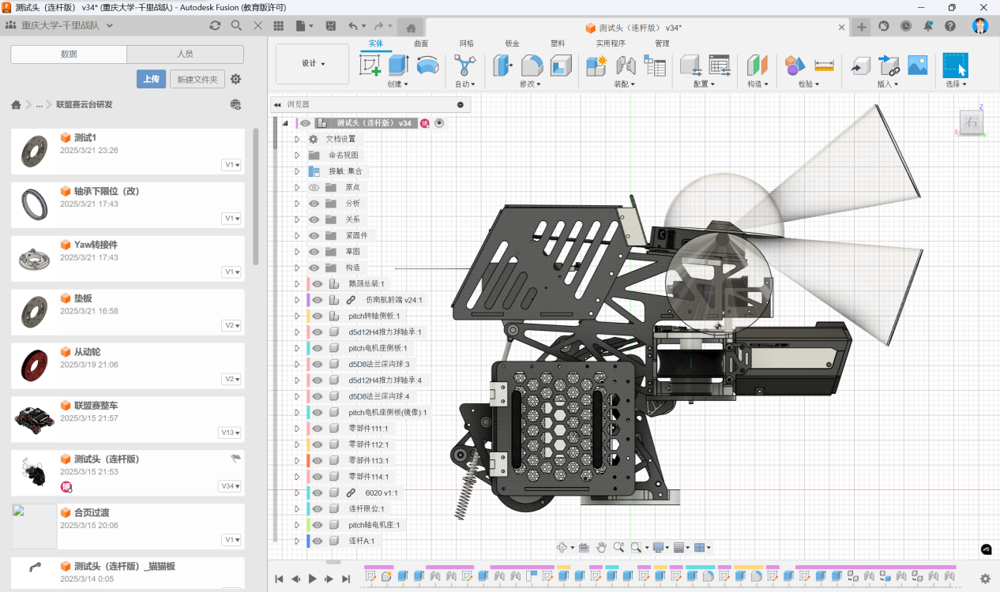 测试头（连杆版） v34* (重庆大学-千里战队) - Autodesk Fusion (教育版许可)
重庆大学-千里战队
测试头（连杆版） v34*
数据
人员
上传
新建文件夹
... 联盟赛云台研发
测试1
2025/3/21 23:26
V1
轴承下限位（改）
2025/3/21 17:43
V1
Yaw转接件
2025/3/21 17:43
V1
垫板
2025/3/21 16:58
V2
从动轮
2025/3/19 21:06
V2
联盟赛整车
2025/3/15 21:57
V13
测试头（连杆版）
2025/3/15 21:53
博
V34
合页过渡
2025/3/15 20:06
V1
测试头（连杆版）_猫猫板
2025/3/14 0:05
设计
实体
曲面
网格
钣金
塑料
实用程序
管理
创建
自动
修改
装配
配置
构造
检验
插入
选择
浏览器
测试头（连杆版） v34
博
文档设置
命名视图
接触: 集合
原点
分析
关系
紧固件
草图
构造
鹅颈总装:1
仿南航前端 v24:1
pitch转轴侧板:1
d5d12H4推力球轴承:1
pitch电机座侧板:1
d5D8法兰深沟球:3
d5d12H4推力球轴承:4
d5D8法兰深沟球:4
pitch电机座侧板(镜像):1
零部件111:1
零部件112:1
零部件113:1
零部件114:1
6020 v1:1
连杆限位:1
pitch轴电机座:1
连杆A:1
Z
右
X
Y